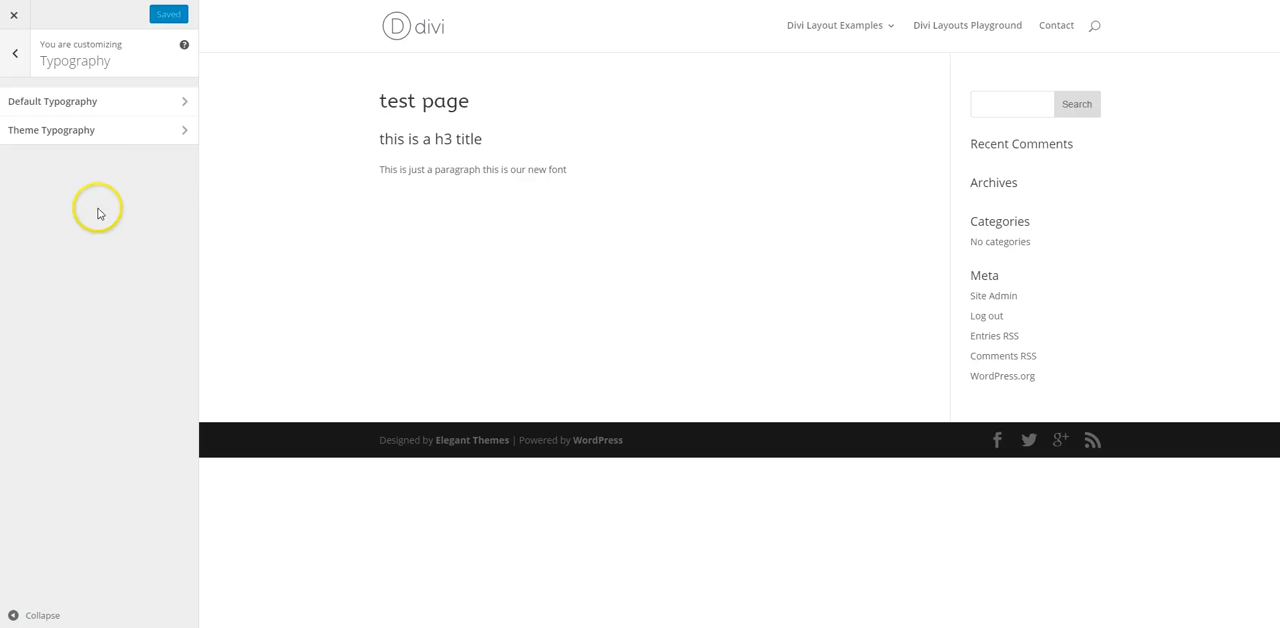 Saved
You are customizing
Typography
Default Typography
Theme Typography
Collapse
D divi
Divi Layout Examples
Divi Layouts Playground
Contact
test page
this is a h3 title
This is just a paragraph this is our new font
Search
Recent Comments
Archives
Categories
No categories
Meta
Site Admin
Log out
Entries RSS
Comments RSS
WordPress.org
Designed by Elegant Themes | Powered by WordPress